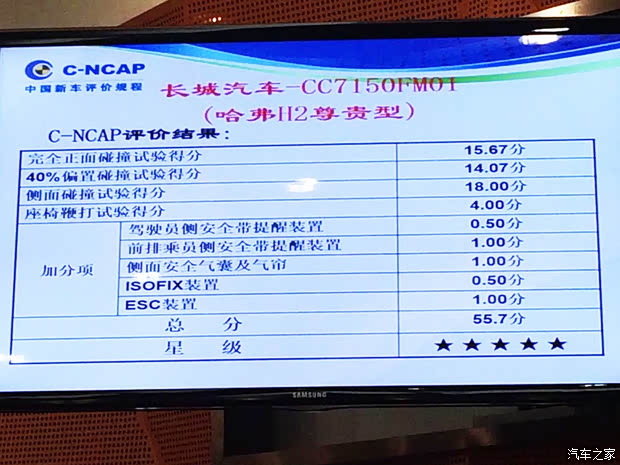 C-NCAP
中国新车评价规程
长城汽车-CC7150FM01
(哈弗H2尊贵型)
C-NCAP评价结果：
完全正面碰撞试验得分 15.67分
40%偏置碰撞试验得分 14.07分
侧面碰撞试验得分 18.00分
座椅鞭打试验得分 4.00分
加分项
驾驶员侧安全带提醒装置 0.50分
前排乘员侧安全带提醒装置 1.00分
侧面安全气囊及气帘 1.00分
ISOFIX装置 0.50分
ESC装置 1.00分
总 分 55.7分
星 级 ★★★★★
SAMSUNG
汽车之家